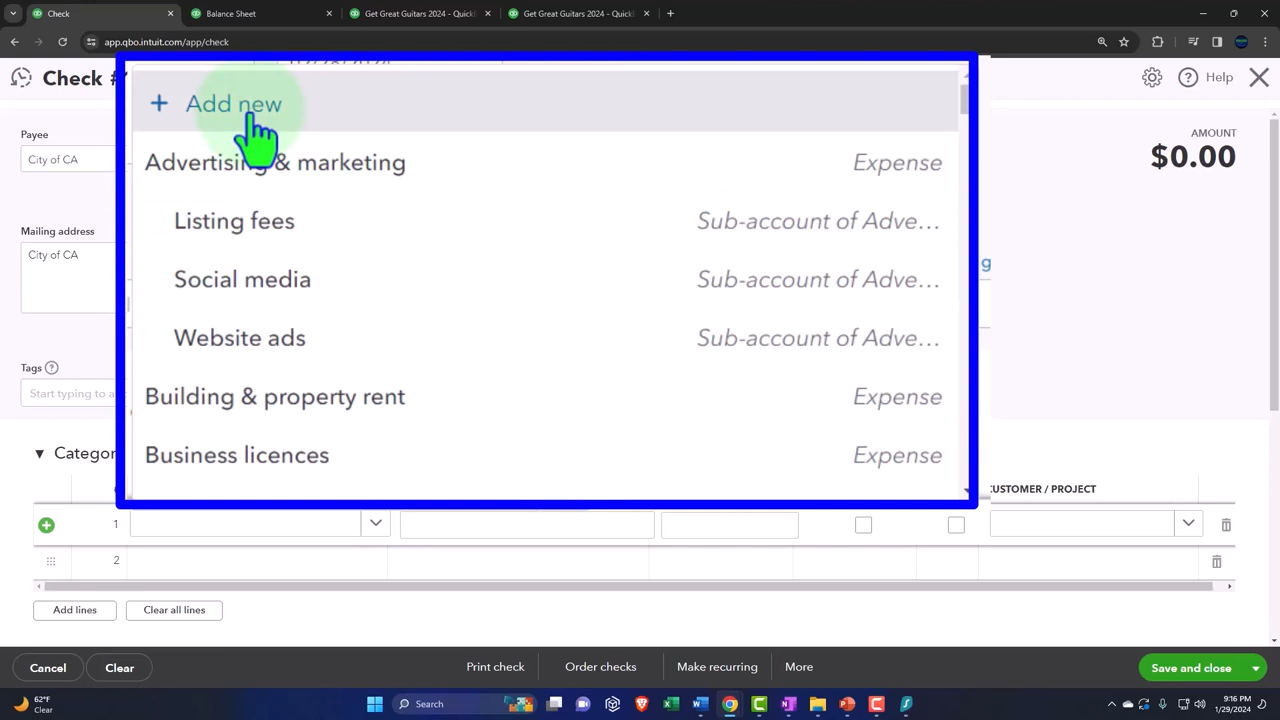 Check
Balance Sheet
Get Great Guitars 2024 - QuickB
Get Great Guitars 2024 - QuickB
app.qbo.intuit.com/app/check
Check #
Help
Payee
City of CA
AMOUNT
$0.00
Mailing address
City of CA
Tags
Start typing to a
+ Add new
Advertising & marketing Expense
Listing fees Sub-account of Adve...
Social media Sub-account of Adve...
Website ads Sub-account of Adve...
Building & property rent Expense
Business licences Expense
Categor
CUSTOMER / PROJECT
1
2
Add lines
Clear all lines
Cancel
Clear
Print check
Order checks
Make recurring
More
Save and close
62°F
Clear
Search
9:16 PM
1/29/2024